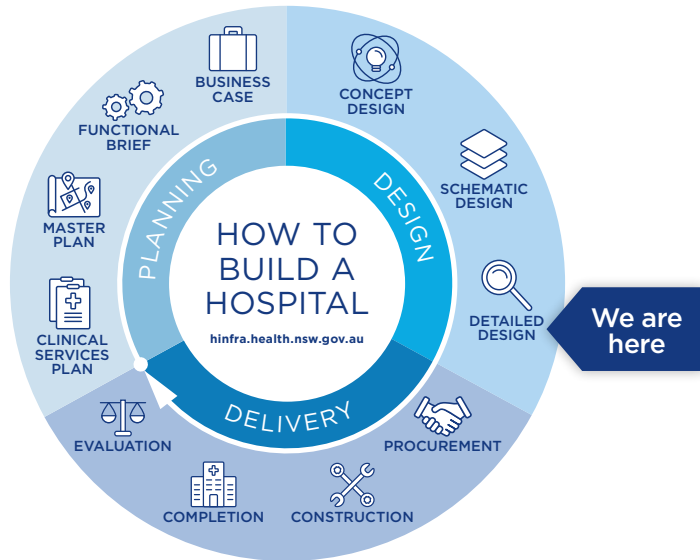 HOW TO
BUILD A
HOSPITAL
hinfra.health.nsw.gov.au
PLANNING
CLINICAL
SERVICES
PLAN
MASTER
PLAN
FUNCTIONAL
BRIEF
BUSINESS
CASE
DESIGN
CONCEPT
DESIGN
SCHEMATIC
DESIGN
DETAILED
DESIGN
We are
here
DELIVERY
PROCUREMENT
CONSTRUCTION
COMPLETION
EVALUATION